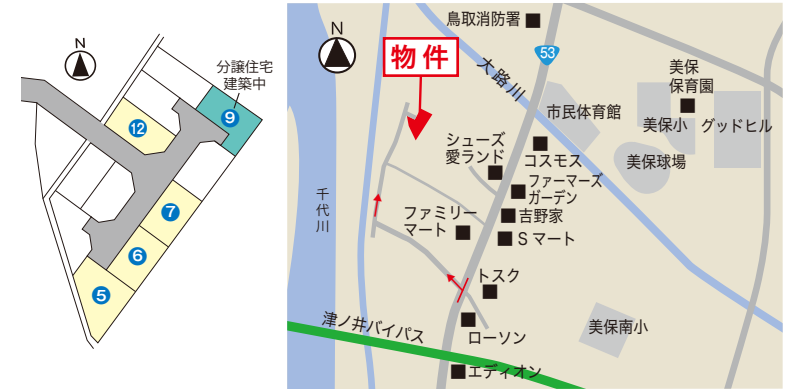 N
分譲住宅
建築中
⑨
⑫
⑦
⑥
⑤
N
物件
鳥取消防署
53
大路川
市民体育館
美保
保育園
美保小
グッドヒル
美保球場
シューズ
愛ランド
コスモス
ファーマーズ
ガーデン
千代川
ファミリー
マート
吉野家
Sマート
トスク
津ノ井バイパス
ローソン
美保南小
エディオン